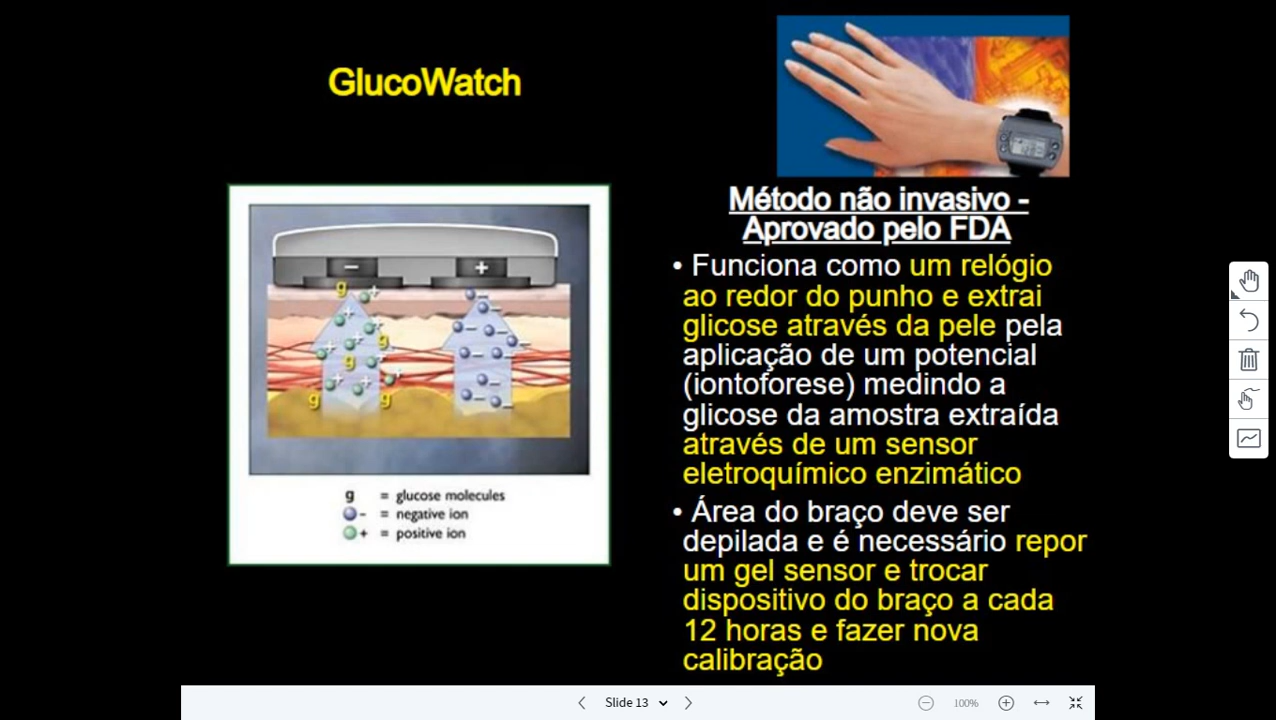 GlucoWatch
Método não invasivo -
Aprovado pelo FDA
• Funciona como um relógio
ao redor do punho e extrai
glicose através da pele pela
aplicação de um potencial
(iontoforese) medindo a
glicose da amostra extraída
através de um sensor
eletroquímico enzimático
• Área do braço deve ser
depilada e é necessário repor
um gel sensor e trocar
dispositivo do braço a cada
12 horas e fazer nova
calibração
− +
g
g
g
g
g
g = glucose molecules
− = negative ion
+ = positive ion
Slide 13
100%